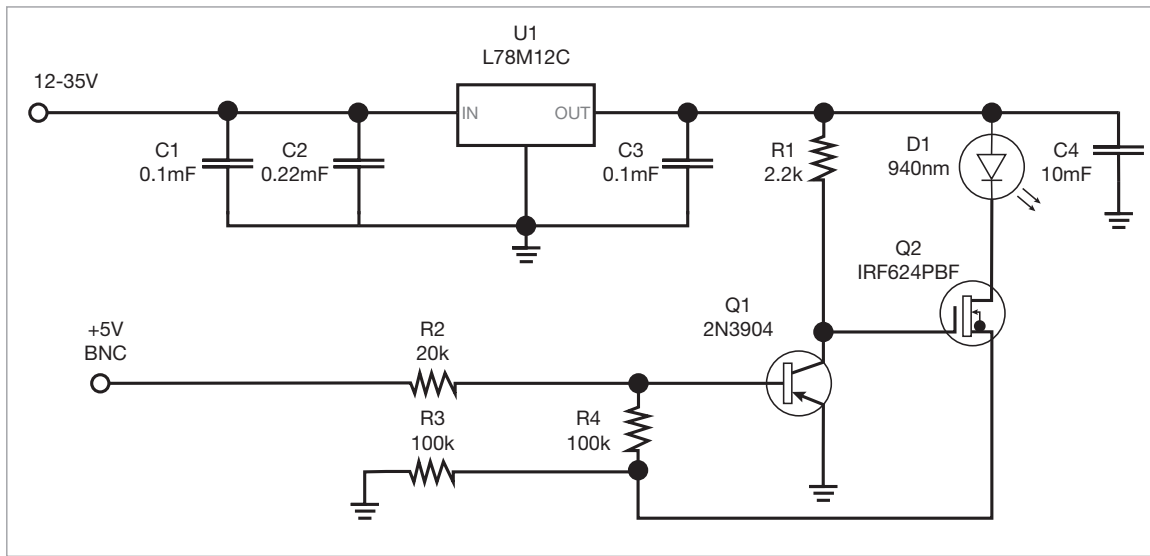 U1
L78M12C
12-35V
IN
OUT
C1
0.1mF
C2
0.22mF
C3
0.1mF
R1
2.2k
D1
940nm
C4
10mF
Q2
IRF624PBF
Q1
2N3904
+5V
BNC
R2
20k
R3
100k
R4
100k